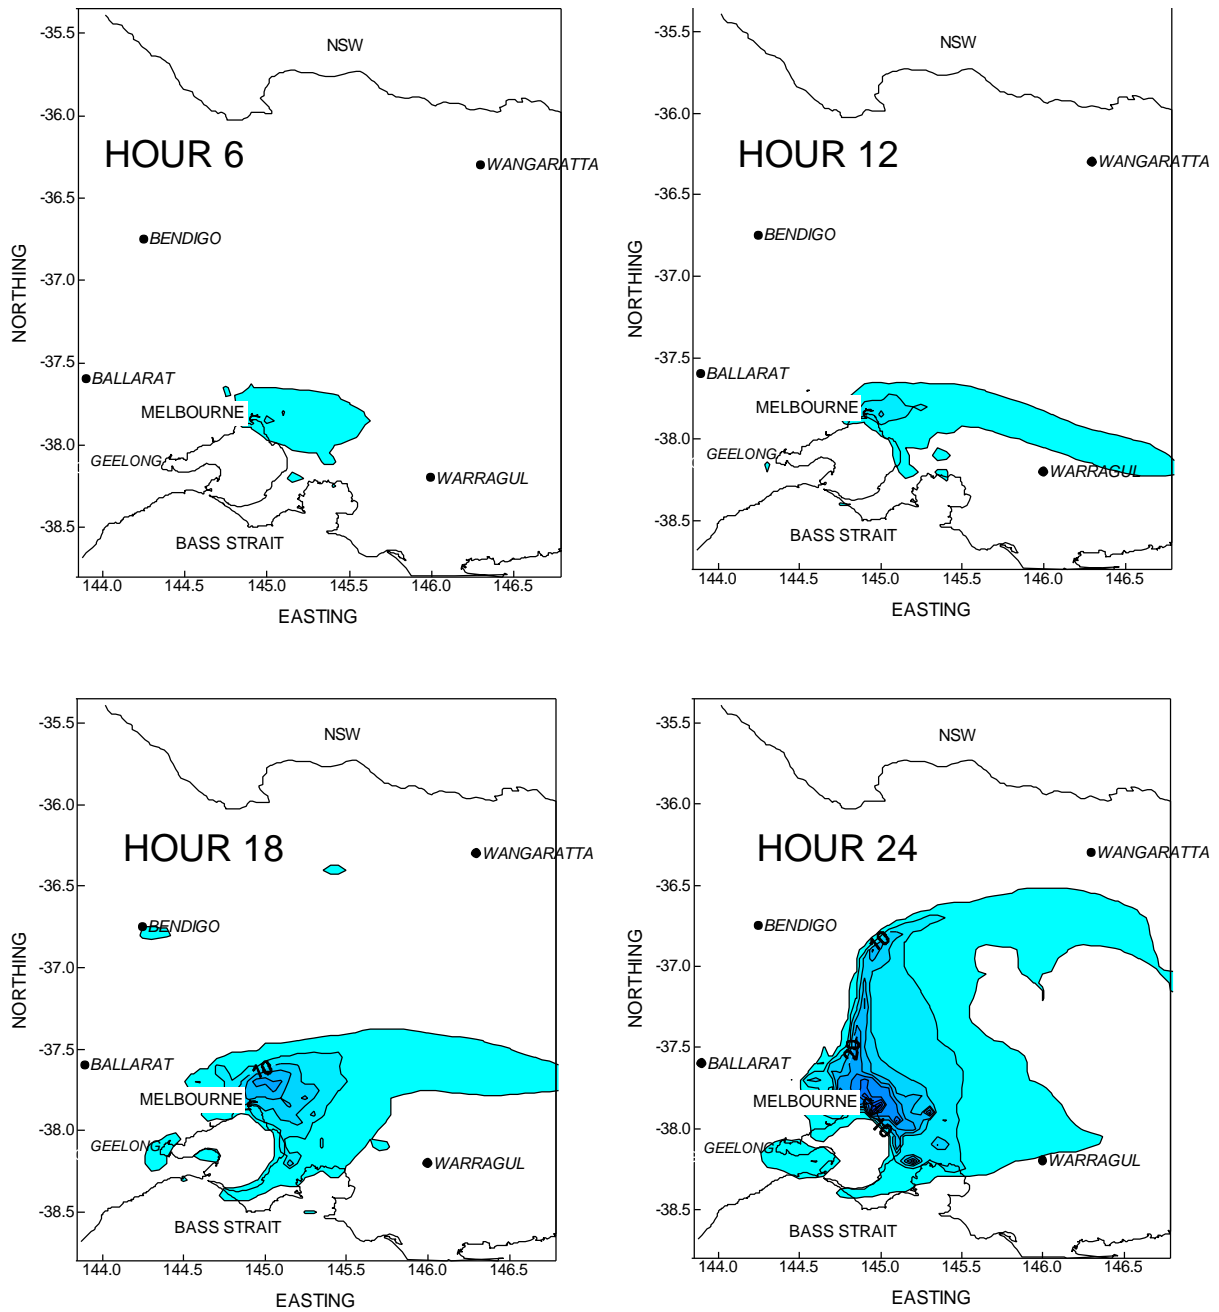 -35.5
NSW
-36.0
HOUR 6
WANGARATTA
-36.5
BENDIGO
-37.0
NORTHING
-37.5
BALLARAT
MELBOURNE
-38.0
GEELONG
WARRAGUL
-38.5
BASS STRAIT
144.0 144.5 145.0 145.5 146.0 146.5
EASTING
-35.5
NSW
-36.0
HOUR 12
WANGARATTA
-36.5
BENDIGO
-37.0
NORTHING
-37.5
BALLARAT
MELBOURNE
-38.0
GEELONG
WARRAGUL
-38.5
BASS STRAIT
144.0 144.5 145.0 145.5 146.0 146.5
EASTING
-35.5
NSW
-36.0
HOUR 18
WANGARATTA
-36.5
BENDIGO
-37.0
NORTHING
-37.5
BALLARAT
10
MELBOURNE
-38.0
GEELONG
WARRAGUL
-38.5
BASS STRAIT
144.0 144.5 145.0 145.5 146.0 146.5
EASTING
-35.5
NSW
-36.0
HOUR 24
WANGARATTA
-36.5
BENDIGO
10
-37.0
NORTHING
-37.5
20
BALLARAT
MELBOURNE
-38.0
GEELONG
WARRAGUL
-38.5
BASS STRAIT
144.0 144.5 145.0 145.5 146.0 146.5
EASTING